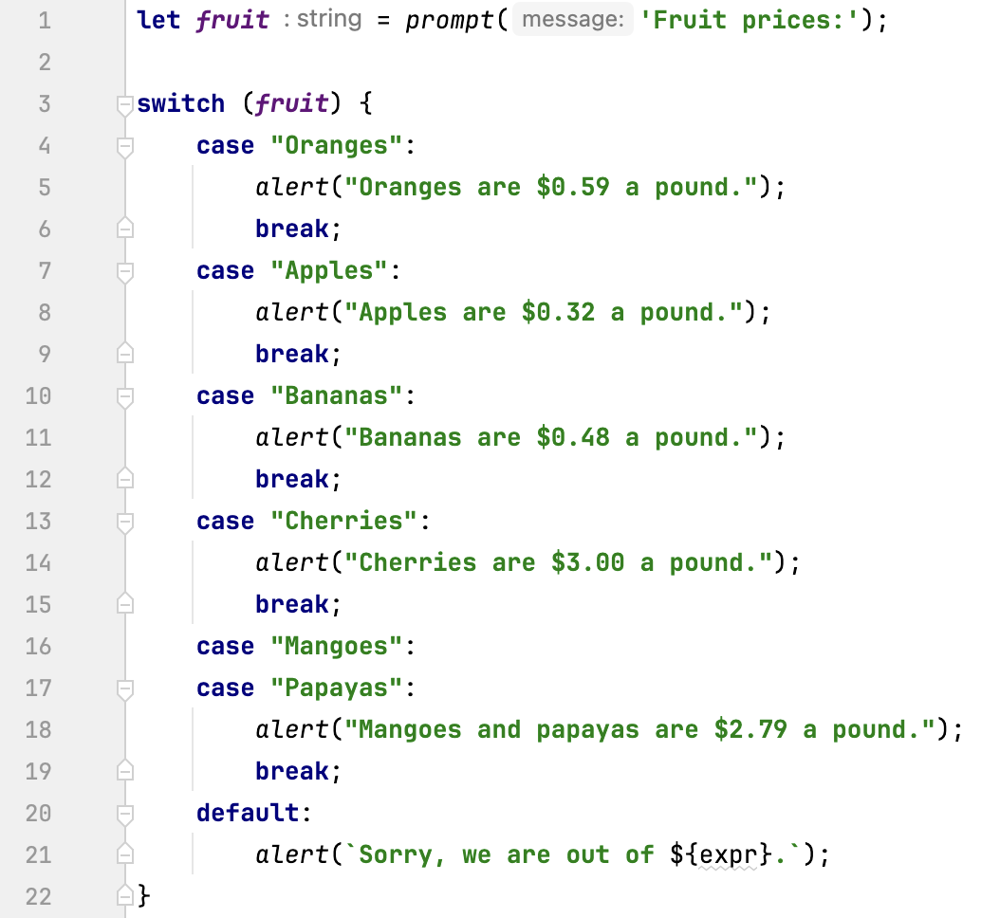 1 let fruit : string = prompt( message: 'Fruit prices:');
2
3 switch (fruit) {
4     case "Oranges":
5         alert("Oranges are $0.59 a pound.");
6         break;
7     case "Apples":
8         alert("Apples are $0.32 a pound.");
9         break;
10     case "Bananas":
11         alert("Bananas are $0.48 a pound.");
12         break;
13     case "Cherries":
14         alert("Cherries are $3.00 a pound.");
15         break;
16     case "Mangoes":
17     case "Papayas":
18         alert("Mangoes and papayas are $2.79 a pound.");
19         break;
20     default:
21         alert(`Sorry, we are out of ${expr}.`);
22 }